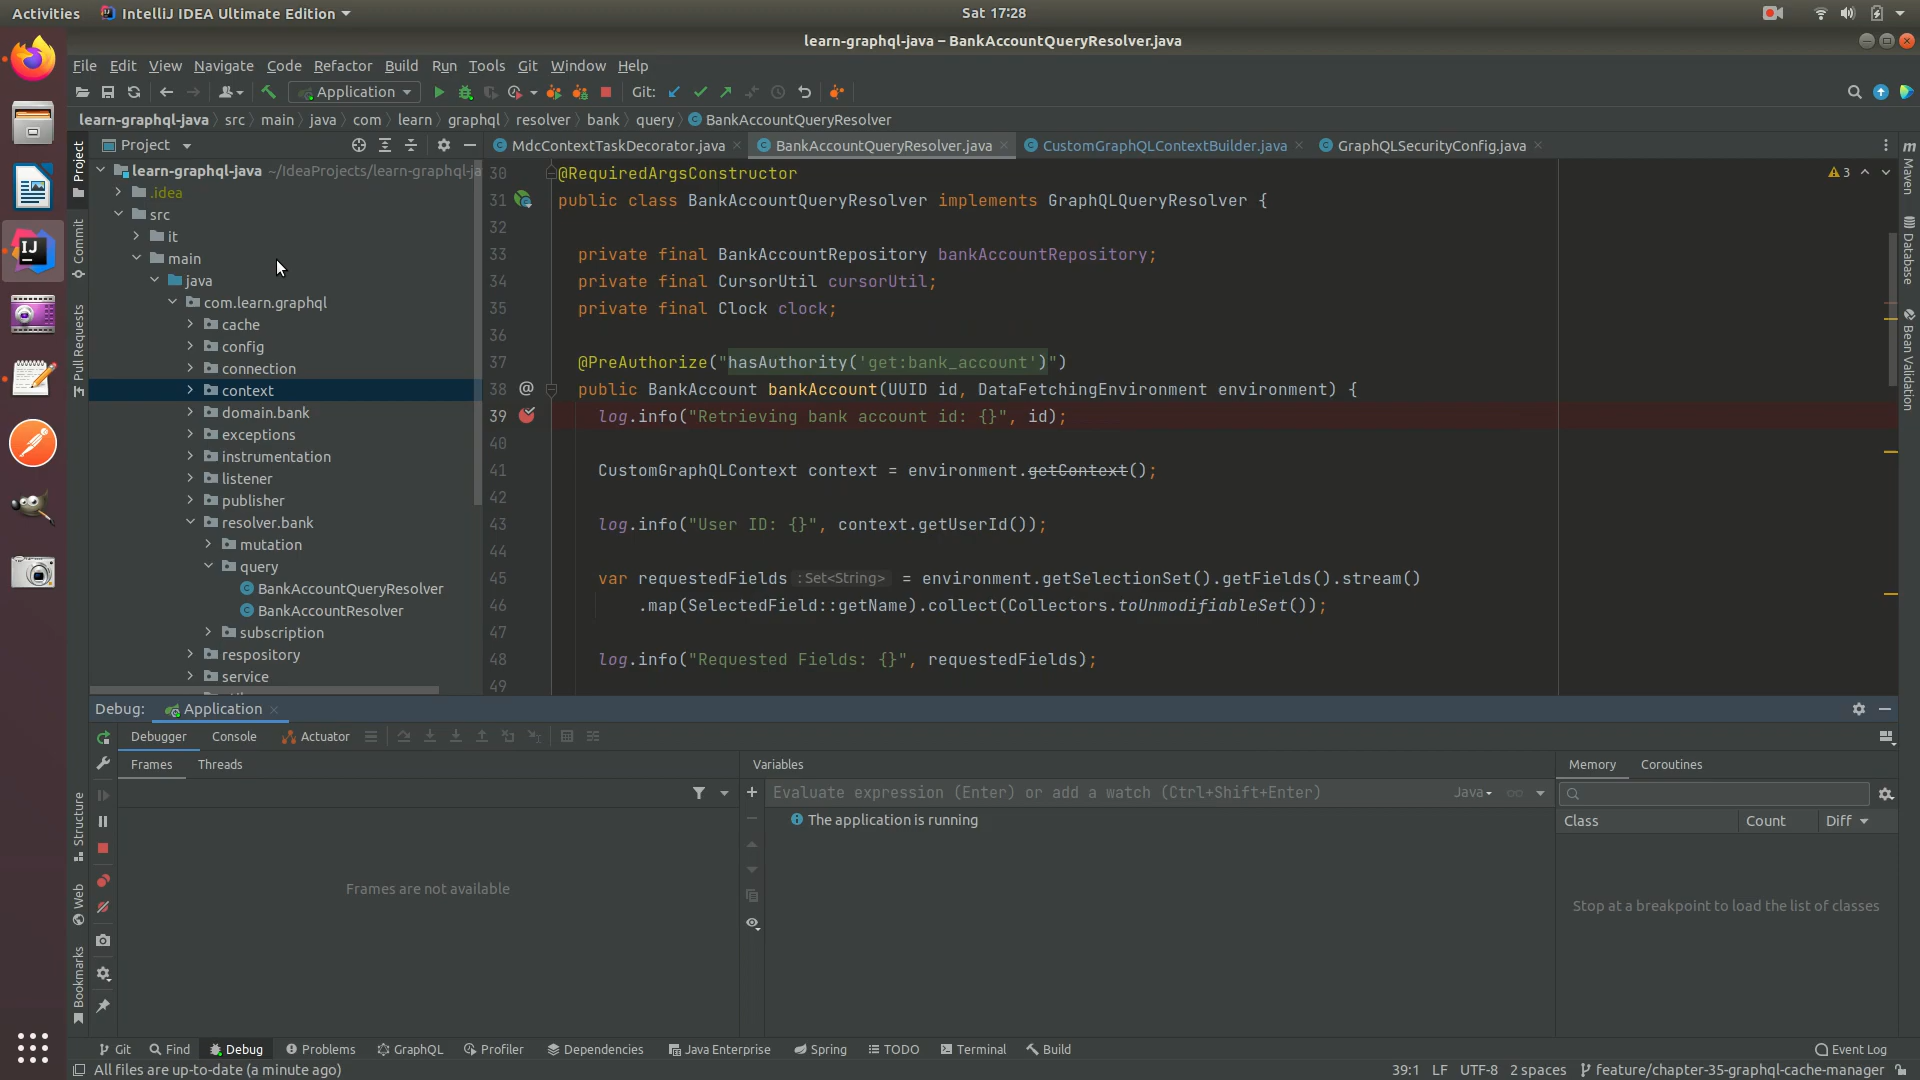 Activities IntelliJ IDEA Ultimate Edition Sat 17:28
learn-graphql-java – BankAccountQueryResolver.java
File Edit View Navigate Code Refactor Build Run Tools Git Window Help
Application Git:
learn-graphql-java src main java com learn graphql resolver bank query BankAccountQueryResolver
Project MdcContextTaskDecorator.java BankAccountQueryResolver.java CustomGraphQLContextBuilder.java GraphQLSecurityConfig.java
learn-graphql-java ~/IdeaProjects/learn-graphql-ja
.idea
src
it
main
java
com.learn.graphql
cache
config
connection
context
domain.bank
exceptions
instrumentation
listener
publisher
resolver.bank
mutation
query
BankAccountQueryResolver
BankAccountResolver
subscription
respository
service
30 @RequiredArgsConstructor
31 public class BankAccountQueryResolver implements GraphQLQueryResolver {
32
33 private final BankAccountRepository bankAccountRepository;
34 private final CursorUtil cursorUtil;
35 private final Clock clock;
36
37 @PreAuthorize("hasAuthority('get:bank_account')")
38 @ public BankAccount bankAccount(UUID id, DataFetchingEnvironment environment) {
39 log.info("Retrieving bank account id: {}", id);
40
41 CustomGraphQLContext context = environment.getContext();
42
43 log.info("User ID: {}", context.getUserId());
44
45 var requestedFields : Set<String> = environment.getSelectionSet().getFields().stream()
46 .map(SelectedField::getName).collect(Collectors.toUnmodifiableSet());
47
48 log.info("Requested Fields: {}", requestedFields);
49
3
Project
Commit
Pull Requests
Structure
Web
Bookmarks
Maven
Database
Bean Validation
Debug: Application
Debugger Console Actuator
Frames Threads Variables Memory Coroutines
Evaluate expression (Enter) or add a watch (Ctrl+Shift+Enter) Java
The application is running
Class Count Diff
Frames are not available
Stop at a breakpoint to load the list of classes
Git Find Debug Problems GraphQL Profiler Dependencies Java Enterprise Spring TODO Terminal Build Event Log
All files are up-to-date (a minute ago) 39:1 LF UTF-8 2 spaces feature/chapter-35-graphql-cache-manager